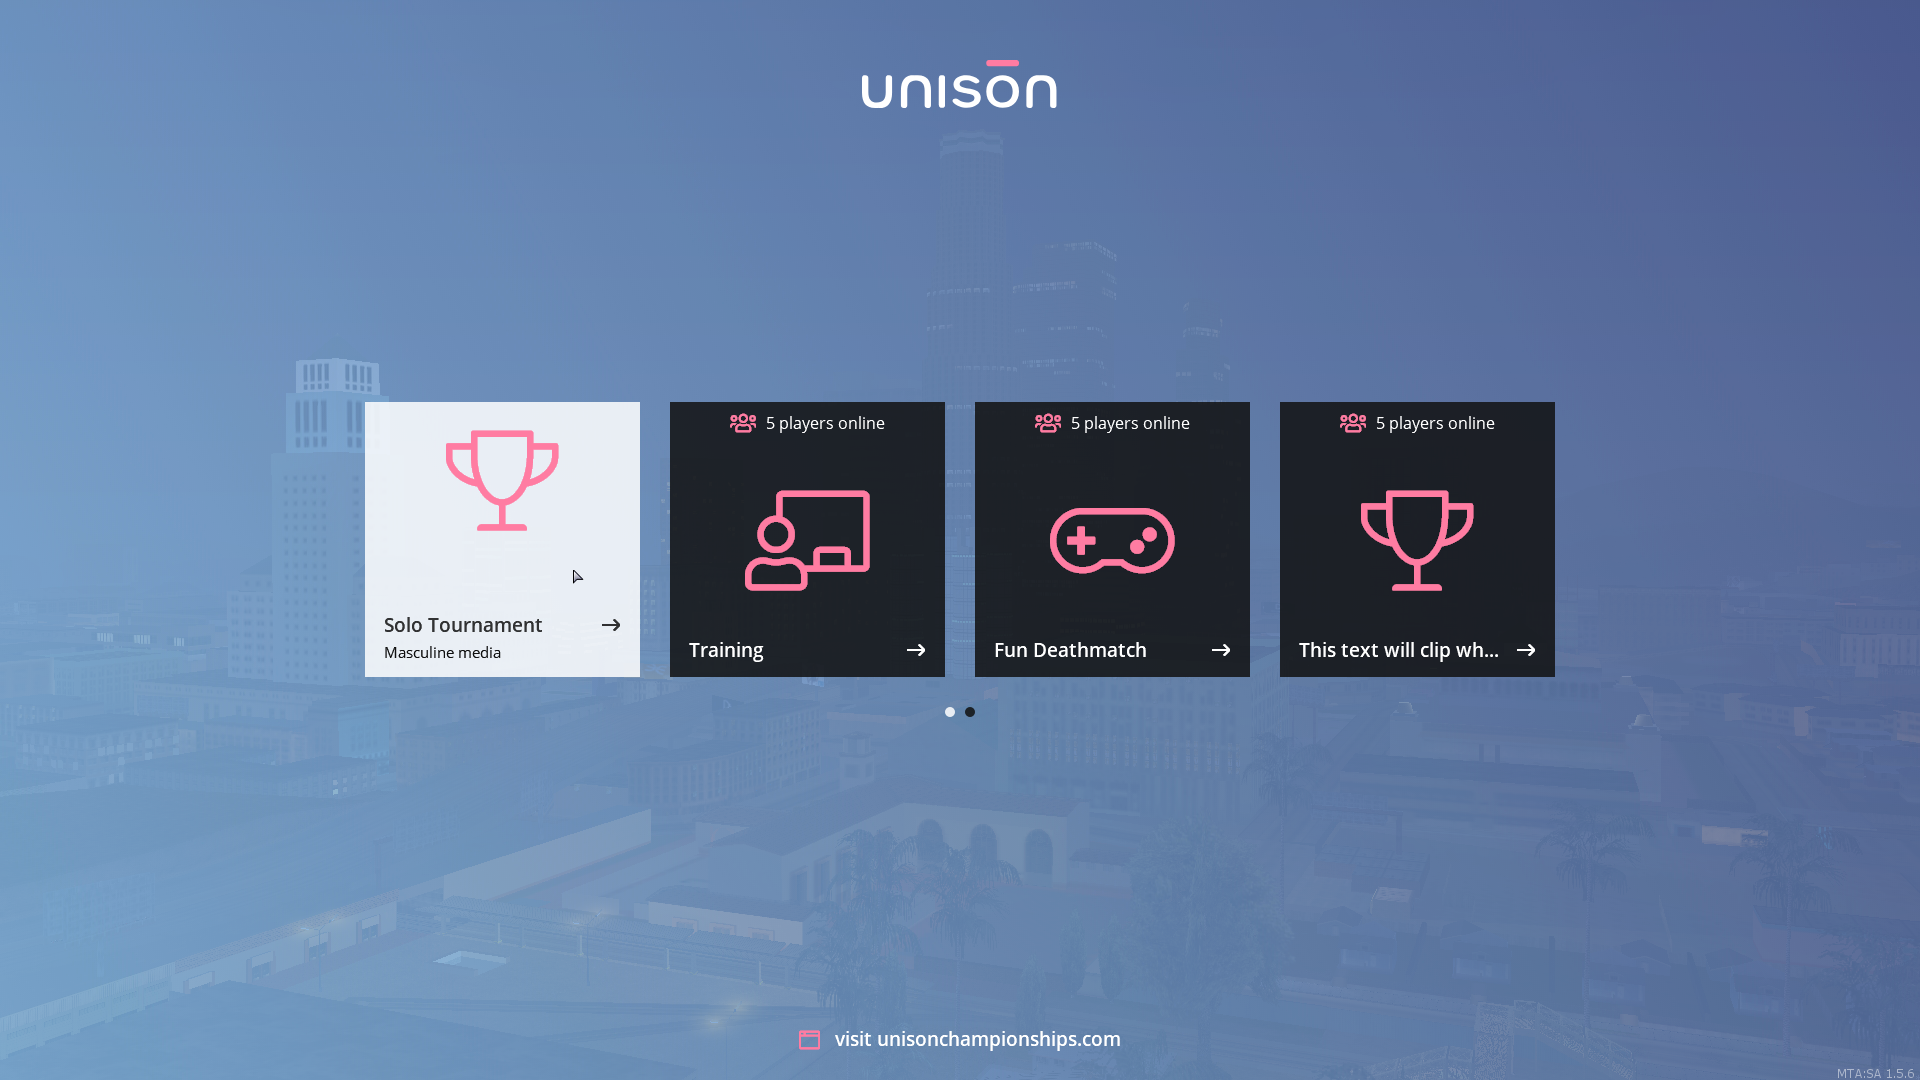 unison
5 players online
5 players online
5 players online
Solo Tournament
Masculine media
Training
Fun Deathmatch
This text will clip wh...
visit unisonchampionships.com
MTA:SA 1.5.6